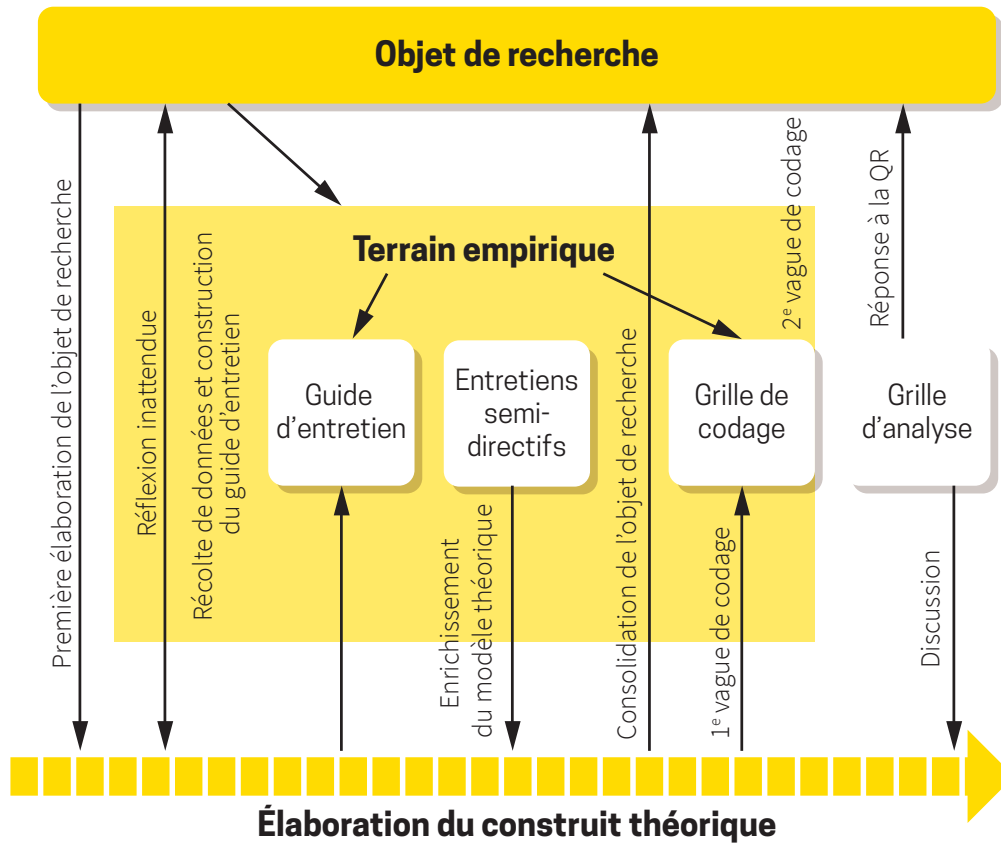 Objet de recherche
Première élaboration de l'objet de recherche
Réflexion inattendue
Récolte de données et construction
du guide d'entretien
Terrain empirique
Guide
d'entretien
Entretiens
semi-
directifs
Enrichissement
du modèle théorique
Consolidation de l'objet de recherche
Grille de
codage
1e vague de codage
2e vague de codage
Réponse à la QR
Grille
d'analyse
Discussion
Élaboration du construit théorique